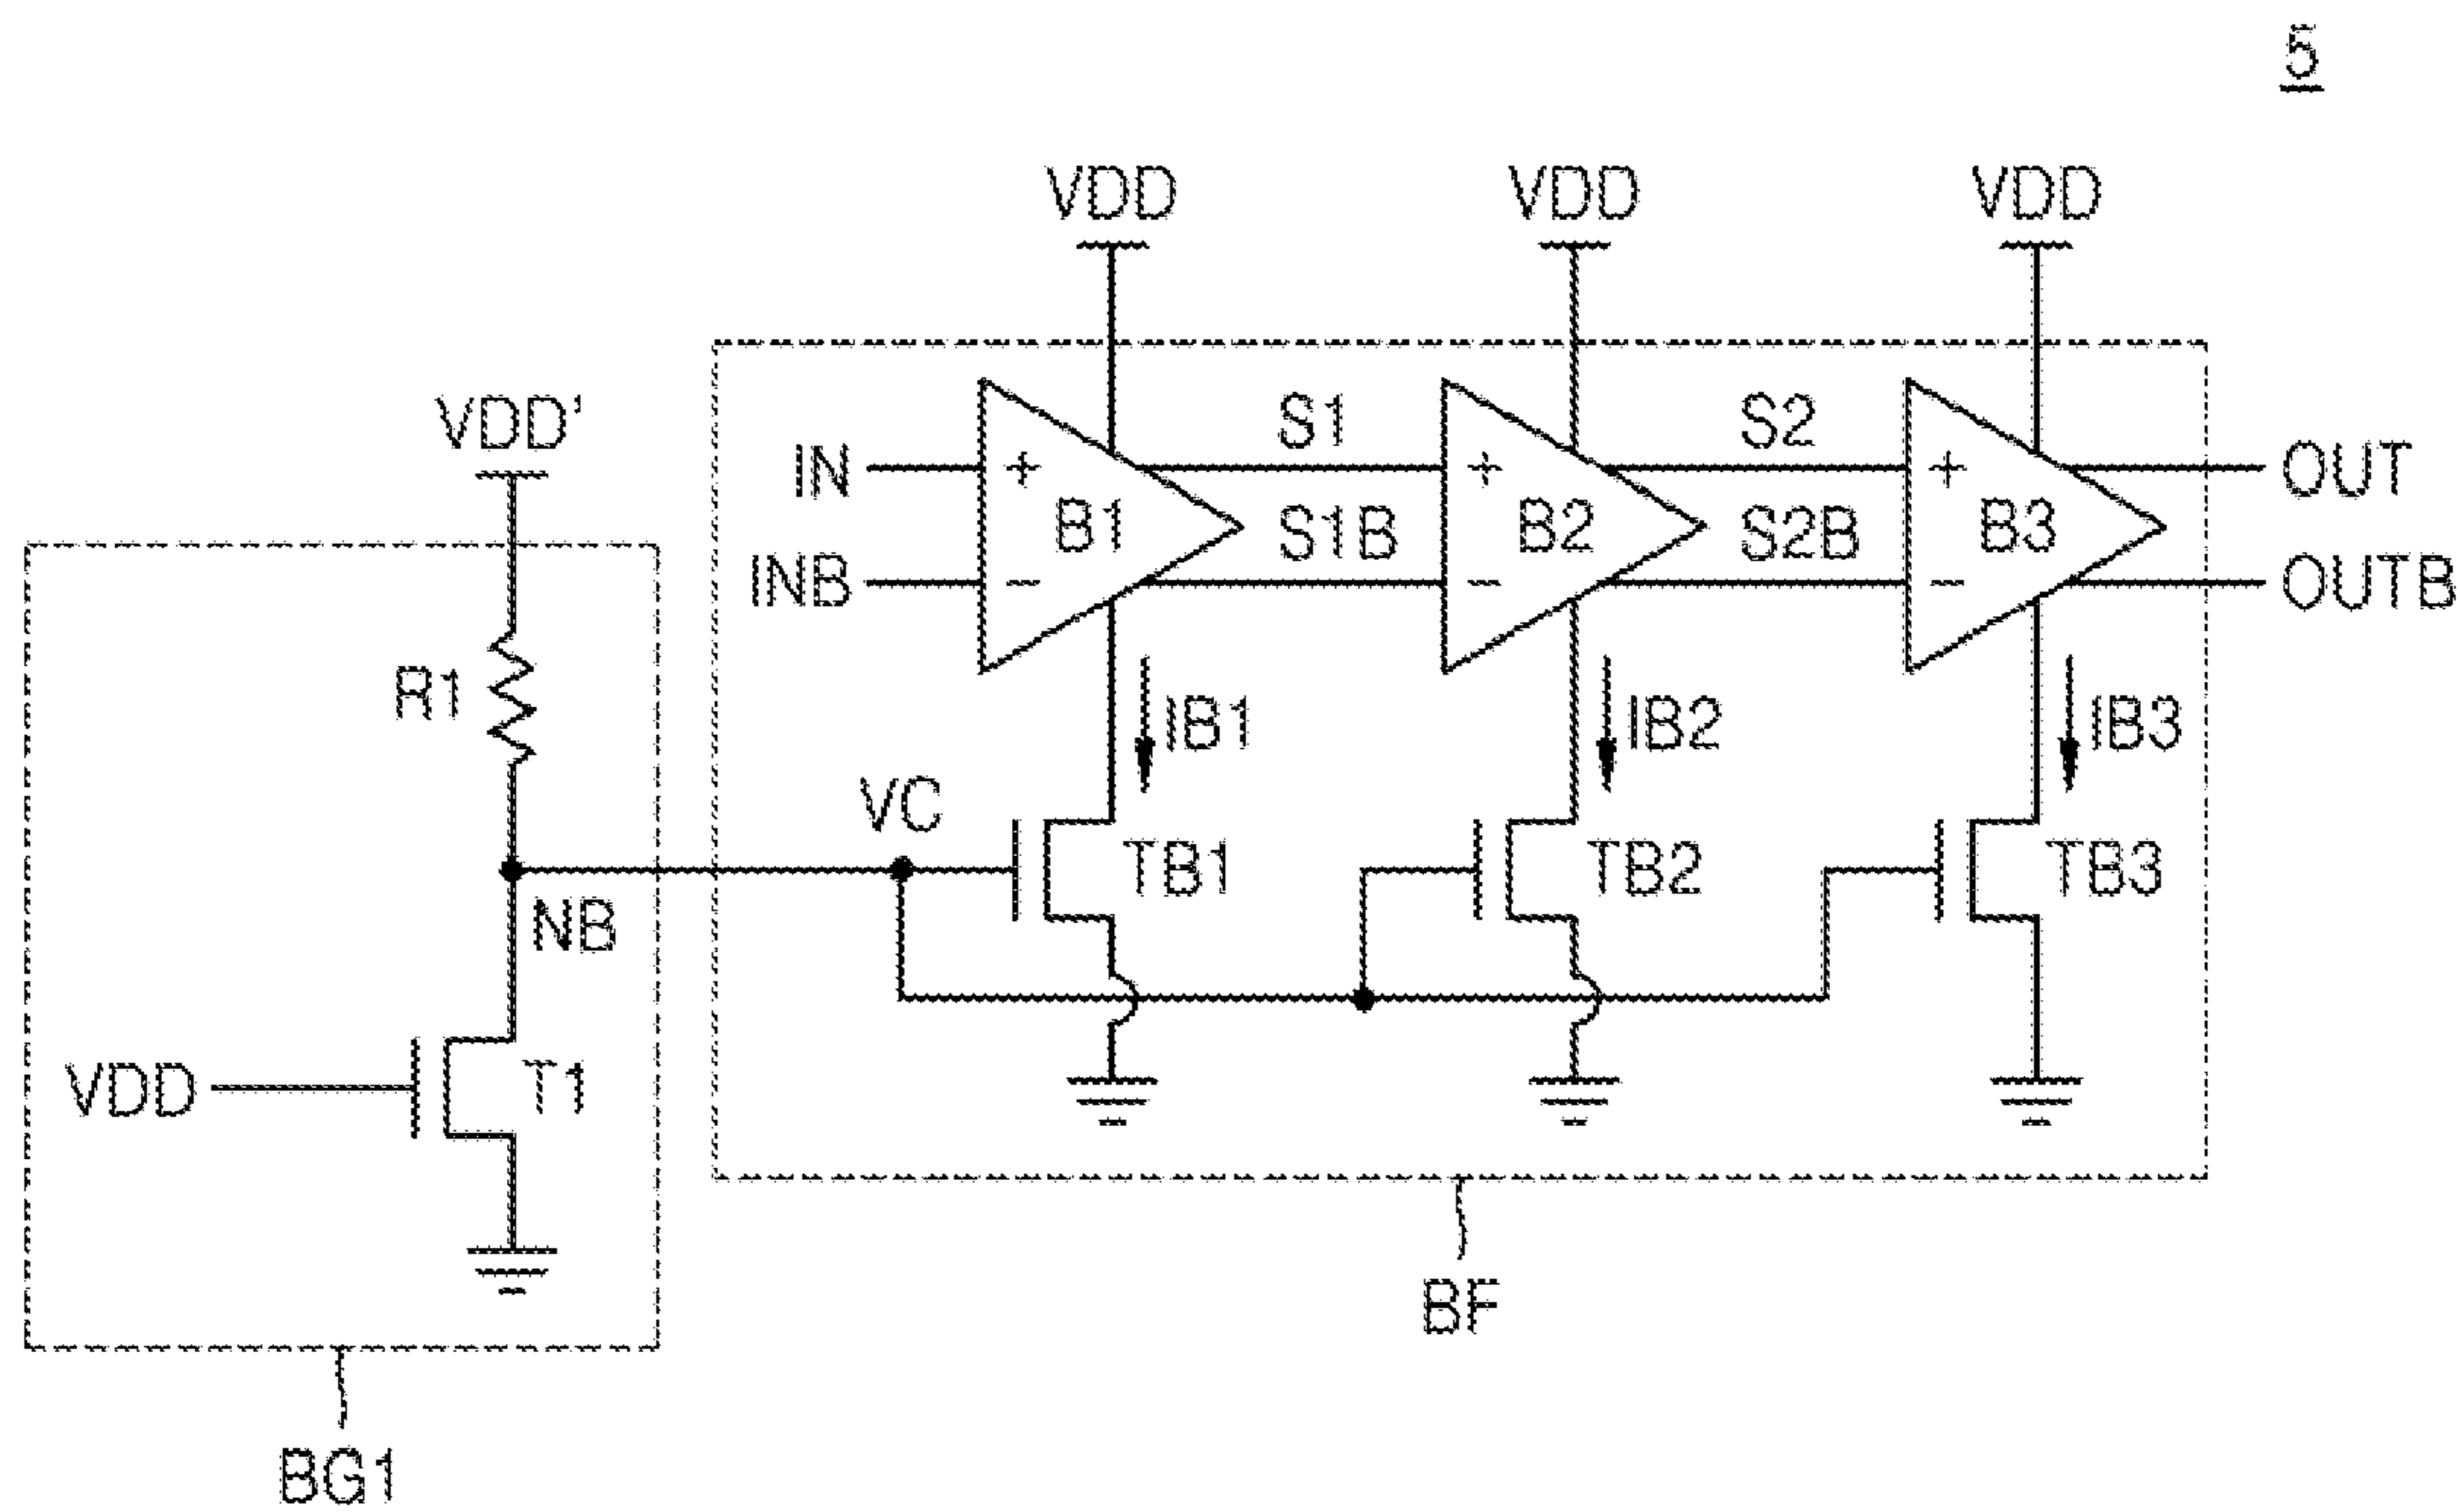 5
VDD VDD VDD
VDD'
IN + B1 - S1 S1B + B2 - S2 S2B + B3 - OUT
INB OUTB
R1
IB1 IB2 IB3
VC
TB1 TB2 TB3
NB
VDD T1
BF
BG1